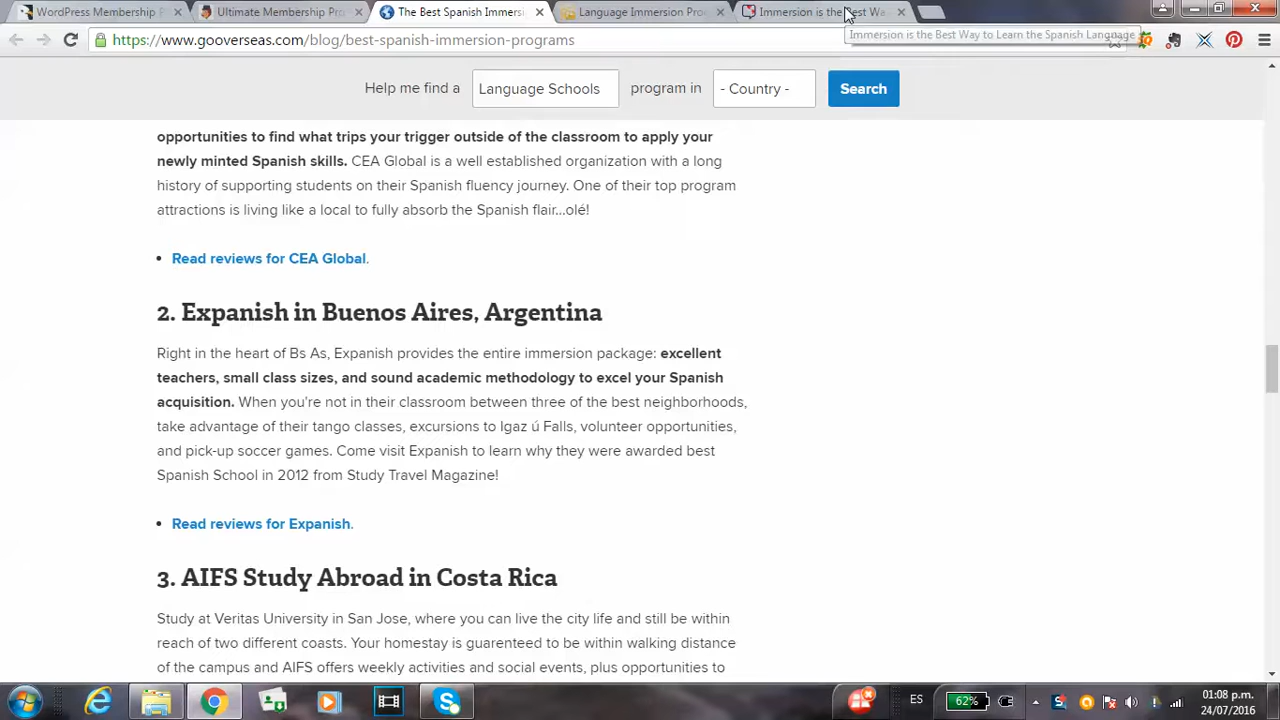 WordPress Membership P
Ultimate Membership Pro
The Best Spanish Immersi
Language Immersion Prog
Immersion is the Best Wa
Immersion is the Best Way to Learn the Spanish Language
https://www.gooverseas.com/blog/best-spanish-immersion-programs
Help me find a Language Schools program in - Country - Search
opportunities to find what trips your trigger outside of the classroom to apply your
newly minted Spanish skills. CEA Global is a well established organization with a long
history of supporting students on their Spanish fluency journey. One of their top program
attractions is living like a local to fully absorb the Spanish flair...olé!
• Read reviews for CEA Global.
2. Expanish in Buenos Aires, Argentina
Right in the heart of Bs As, Expanish provides the entire immersion package: excellent
teachers, small class sizes, and sound academic methodology to excel your Spanish
acquisition. When you're not in their classroom between three of the best neighborhoods,
take advantage of their tango classes, excursions to Igaz ú Falls, volunteer opportunities,
and pick-up soccer games. Come visit Expanish to learn why they were awarded best
Spanish School in 2012 from Study Travel Magazine!
• Read reviews for Expanish.
3. AIFS Study Abroad in Costa Rica
Study at Veritas University in San Jose, where you can live the city life and still be within
reach of two different coasts. Your homestay is guarenteed to be within walking distance
of the campus and AIFS offers weekly activities and social events, plus opportunities to
ES
62%
01:08 p.m.
24/07/2016